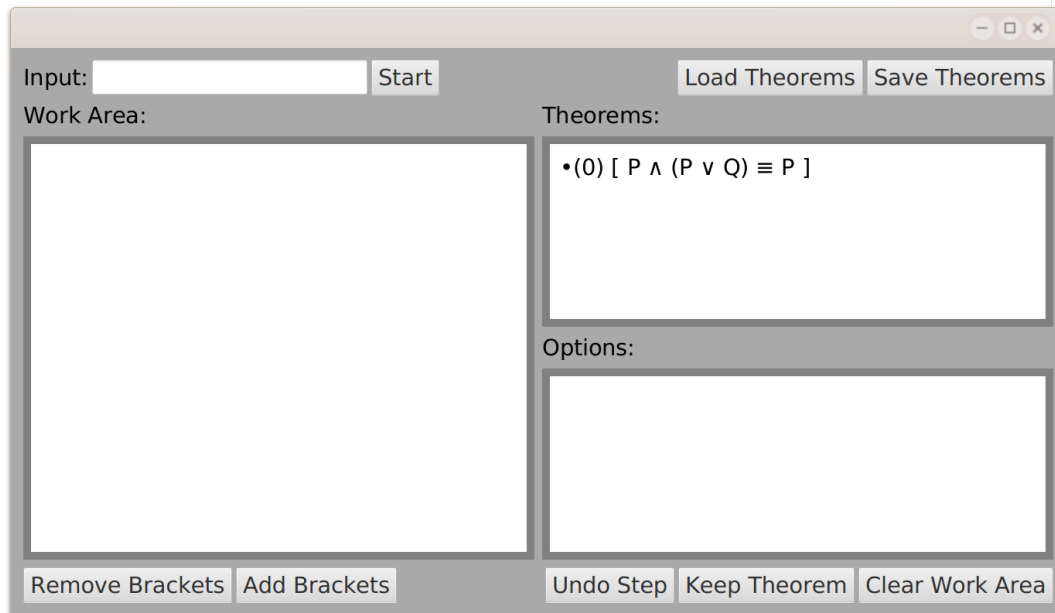 Input: Start Load Theorems Save Theorems
Work Area: Theorems:
•(0) [ P ∧ (P ∨ Q) ≡ P ]
Options:
Remove Brackets Add Brackets Undo Step Keep Theorem Clear Work Area